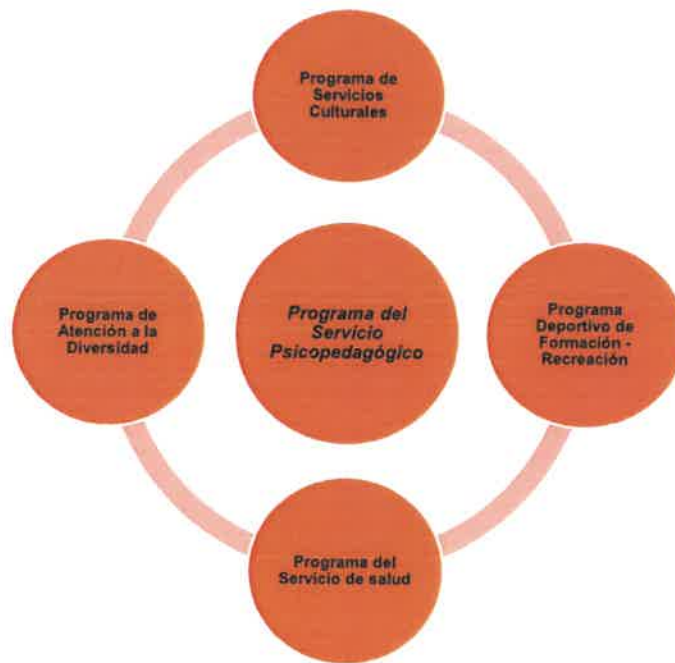 Programa de
Servicios
Culturales
Programa de
Atención a la
Diversidad
Programa del
Servicio
Psicopedagógico
Programa
Deportivo de
Formación -
Recreación
Programa del
Servicio de salud